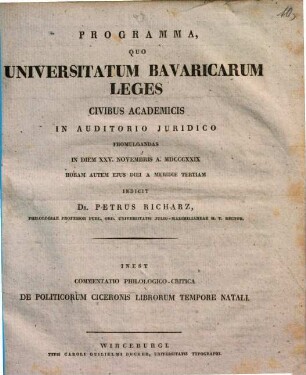 PROGRAMMA,
QUO
UNIVERSITATUM BAVARICARUM
LEGES
CIVIBUS ACADEMICIS
IN AUDITORIO JURIDICO
PROMULGANDAS
IN DIEM XXV. NOVEMBRIS A. MDCCCXXIX
HORAM AUTEM EJUS DIEI A MERIDIE TERTIAM
INDICIT
DR. PETRUS RICHARZ,
PHILOLOGIAE PROFESSOR PUBL. ORD. UNIVERSITATIS JULIO-MAXIMILIANEAE H. T. RECTOR.
INEST
COMMENTATIO PHILOLOGICO-CRITICA
DE POLITICORUM CICERONIS LIBRORUM TEMPORE NATALI.
WIRCEBURGI,
TYPIS CAROLI GUILIELMI BECKER, UNIVERSITATIS TYPOGRAPHI.